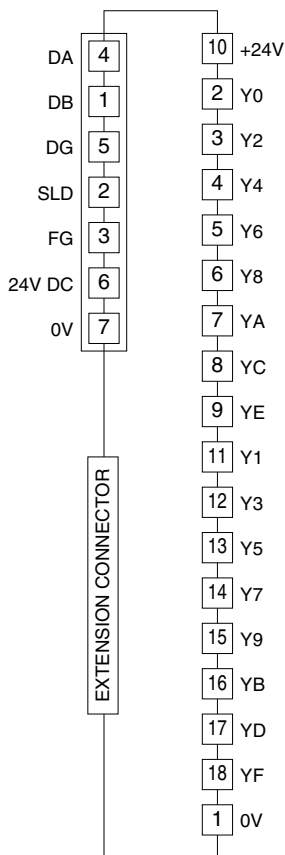 DA 4
DB 1
DG 5
SLD 2
FG 3
24V DC 6
0V 7
EXTENSION CONNECTOR
10 +24V
2 Y0
3 Y2
4 Y4
5 Y6
6 Y8
7 YA
8 YC
9 YE
11 Y1
12 Y3
13 Y5
14 Y7
15 Y9
16 YB
17 YD
18 YF
1 0V